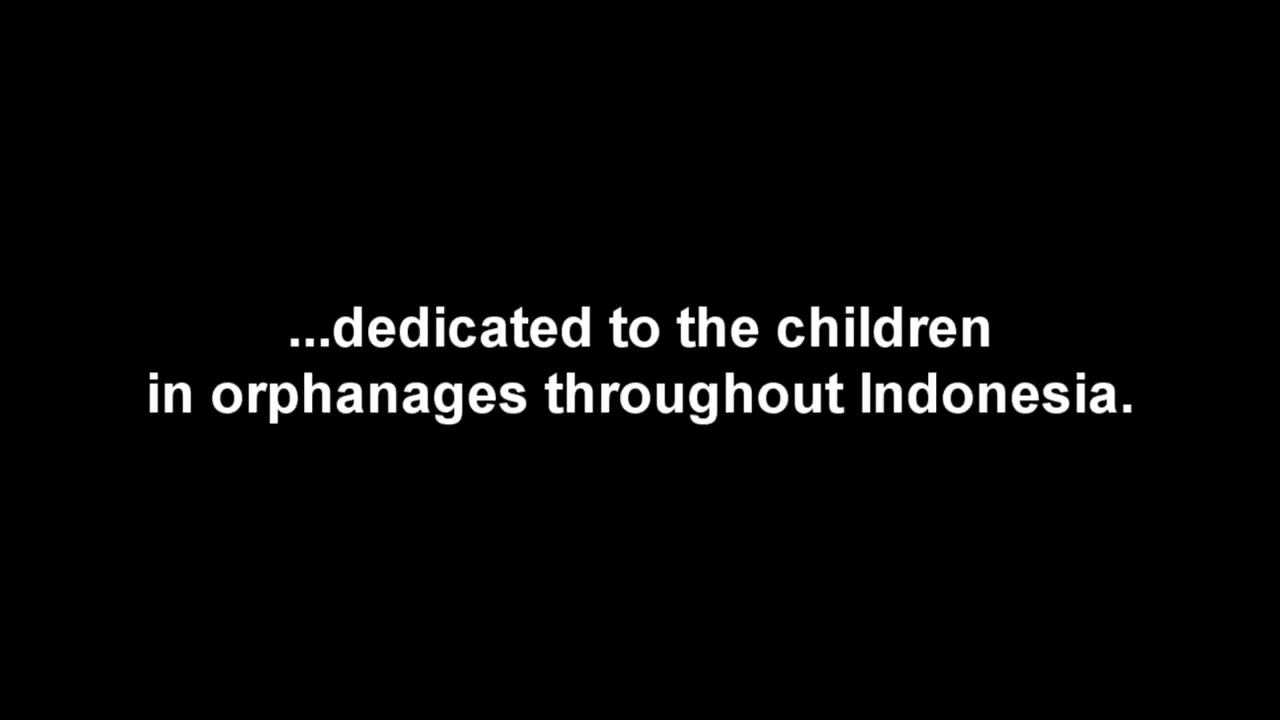 ...dedicated to the children
in orphanages throughout Indonesia.